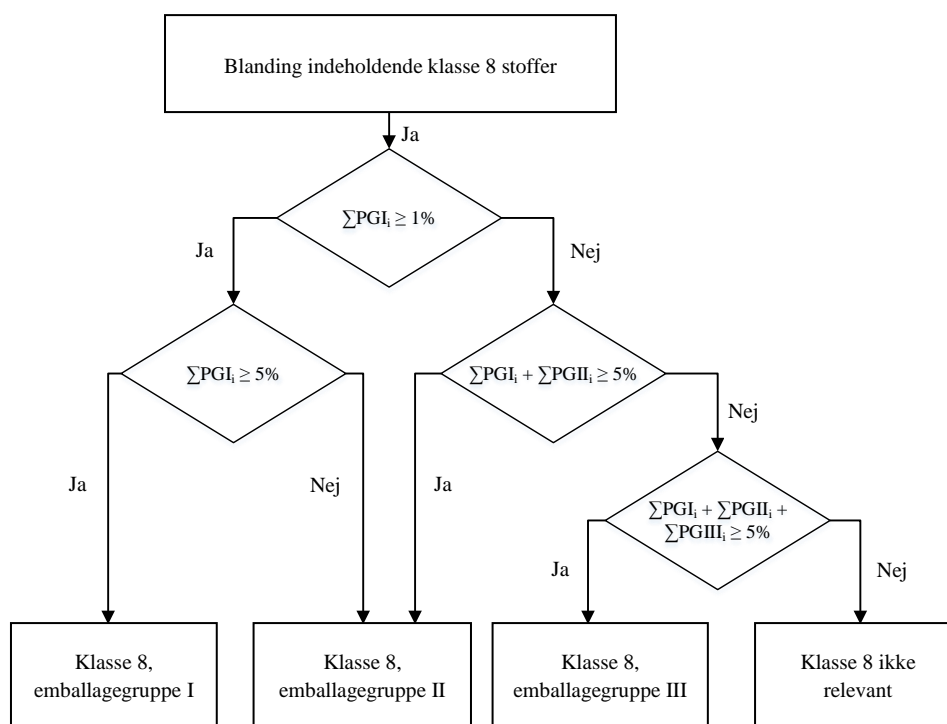 Blanding indeholdende klasse 8 stoffer
Ja
∑PGIᵢ ≥ 1%
Ja
Nej
∑PGIᵢ ≥ 5%
∑PGIᵢ + ∑PGIIᵢ ≥ 5%
Nej
Ja
Nej
Ja
∑PGIᵢ + ∑PGIIᵢ +
∑PGIIIᵢ ≥ 5%
Ja
Nej
Klasse 8,
emballagegruppe I
Klasse 8,
emballagegruppe II
Klasse 8,
emballagegruppe III
Klasse 8 ikke
relevant